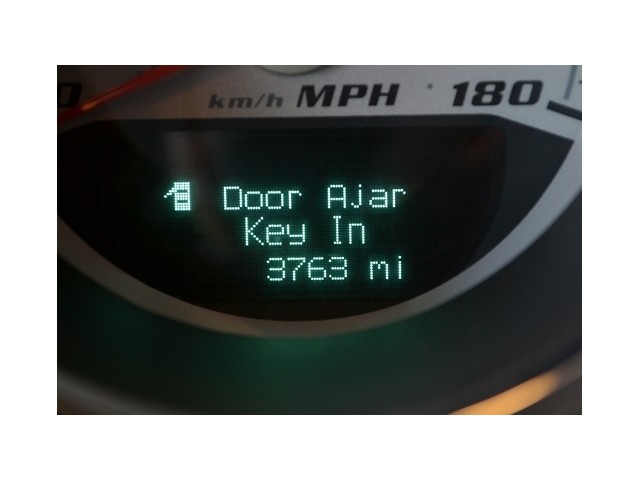 km/h MPH 180
Door Ajar
Key In
3763 mi